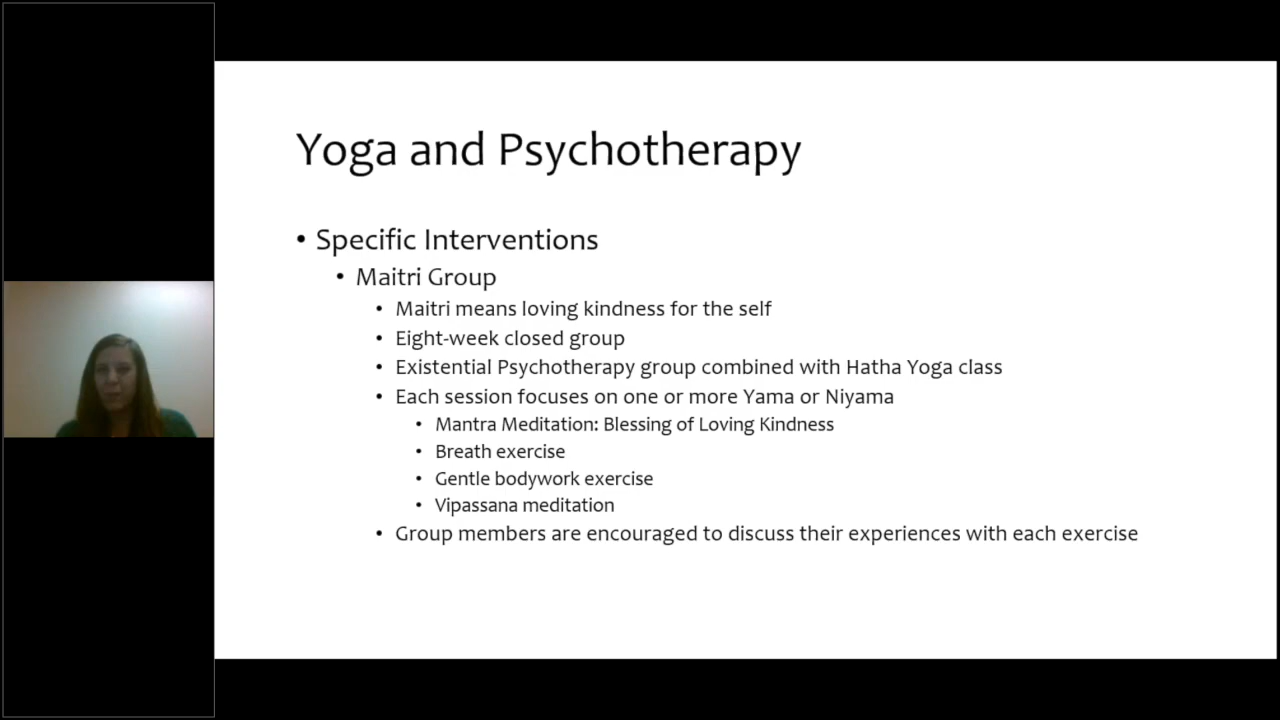 Yoga and Psychotherapy
• Specific Interventions
• Maitri Group
• Maitri means loving kindness for the self
• Eight-week closed group
• Existential Psychotherapy group combined with Hatha Yoga class
• Each session focuses on one or more Yama or Niyama
• Mantra Meditation: Blessing of Loving Kindness
• Breath exercise
• Gentle bodywork exercise
• Vipassana meditation
• Group members are encouraged to discuss their experiences with each exercise